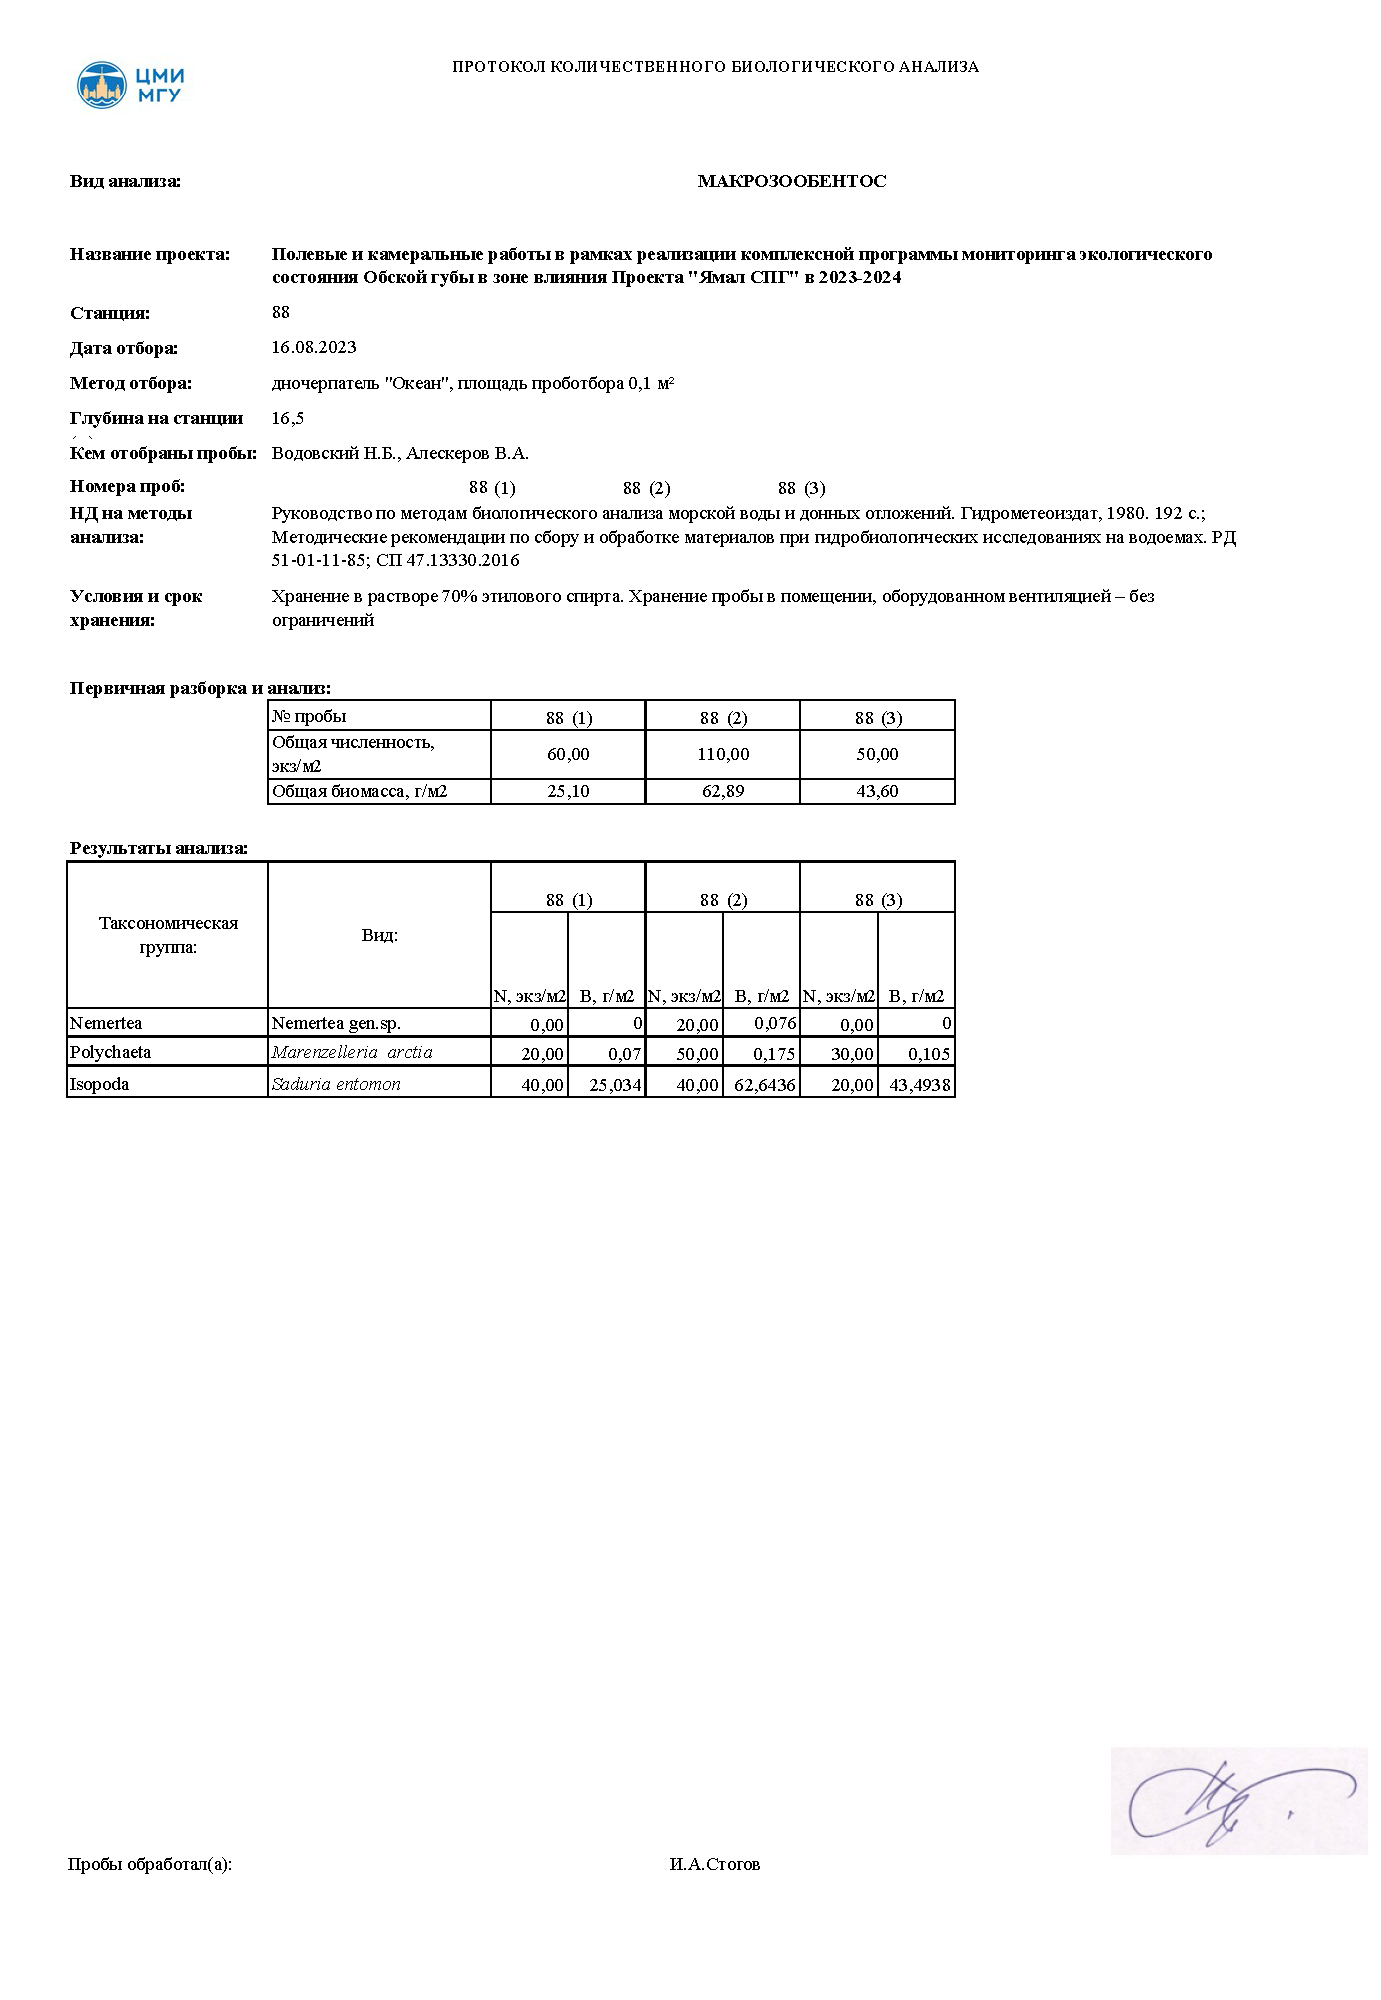 ЦМИ
МГУ
ПРОТОКОЛ КОЛИЧЕСТВЕННОГО БИОЛОГИЧЕСКОГО АНАЛИЗА
Вид анализа: МАКРОЗООБЕНТОС
Название проекта: Полевые и камеральные работы в рамках реализации комплексной программы мониторинга экологического
состояния Обской губы в зоне влияния Проекта "Ямал СПГ" в 2023-2024
Станция: 88
Дата отбора: 16.08.2023
Метод отбора: дночерпатель "Океан", площадь проботбора 0,1 м²
Глубина на станции 16,5
Кем отобраны пробы: Водовский Н.Б., Алескеров В.А.
Номера проб: 88 (1) 88 (2) 88 (3)
НД на методы
анализа:
Руководство по методам биологического анализа морской воды и донных отложений. Гидрометеоиздат, 1980. 192 с.;
Методические рекомендации по сбору и обработке материалов при гидробиологических исследованиях на водоемах. РД
51-01-11-85; СП 47.13330.2016
Условия и срок
хранения:
Хранение в растворе 70% этилового спирта. Хранение пробы в помещении, оборудованном вентиляцией – без
ограничений
Первичная разборка и анализ:
№ пробы 88 (1) 88 (2) 88 (3)
Общая численность,
экз/м2 60,00 110,00 50,00
Общая биомасса, г/м2 25,10 62,89 43,60
Результаты анализа:
Таксономическая
группа:
Вид:
88 (1) 88 (2) 88 (3)
N, экз/м2 B, г/м2 N, экз/м2 B, г/м2 N, экз/м2 B, г/м2
Nemertea Nemertea gen.sp. 0,00 0 20,00 0,076 0,00 0
Polychaeta Marenzelleria arctia 20,00 0,07 50,00 0,175 30,00 0,105
Isopoda Saduria entomon 40,00 25,034 40,00 62,6436 20,00 43,4938
Пробы обработал(а): И.А.Стогов